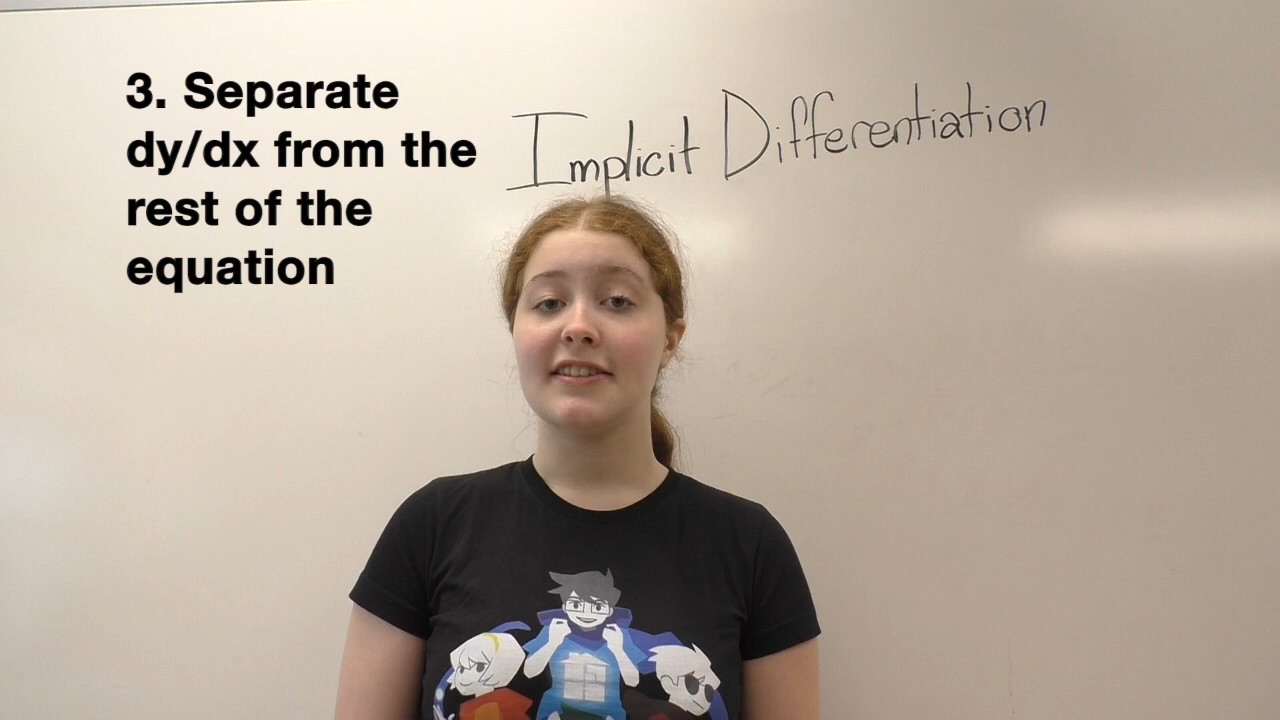 3. Separate
dy/dx from the
rest of the
equation
Implicit Differentiation